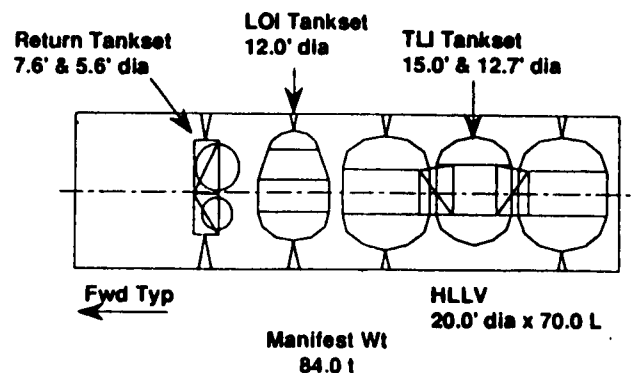 Return Tankset
7.6' & 5.6' dia
LOI Tankset
12.0' dia
TLI Tankset
15.0' & 12.7' dia
Fwd Typ
HLLV
20.0' dia x 70.0 L
Manifest Wt
84.0 t